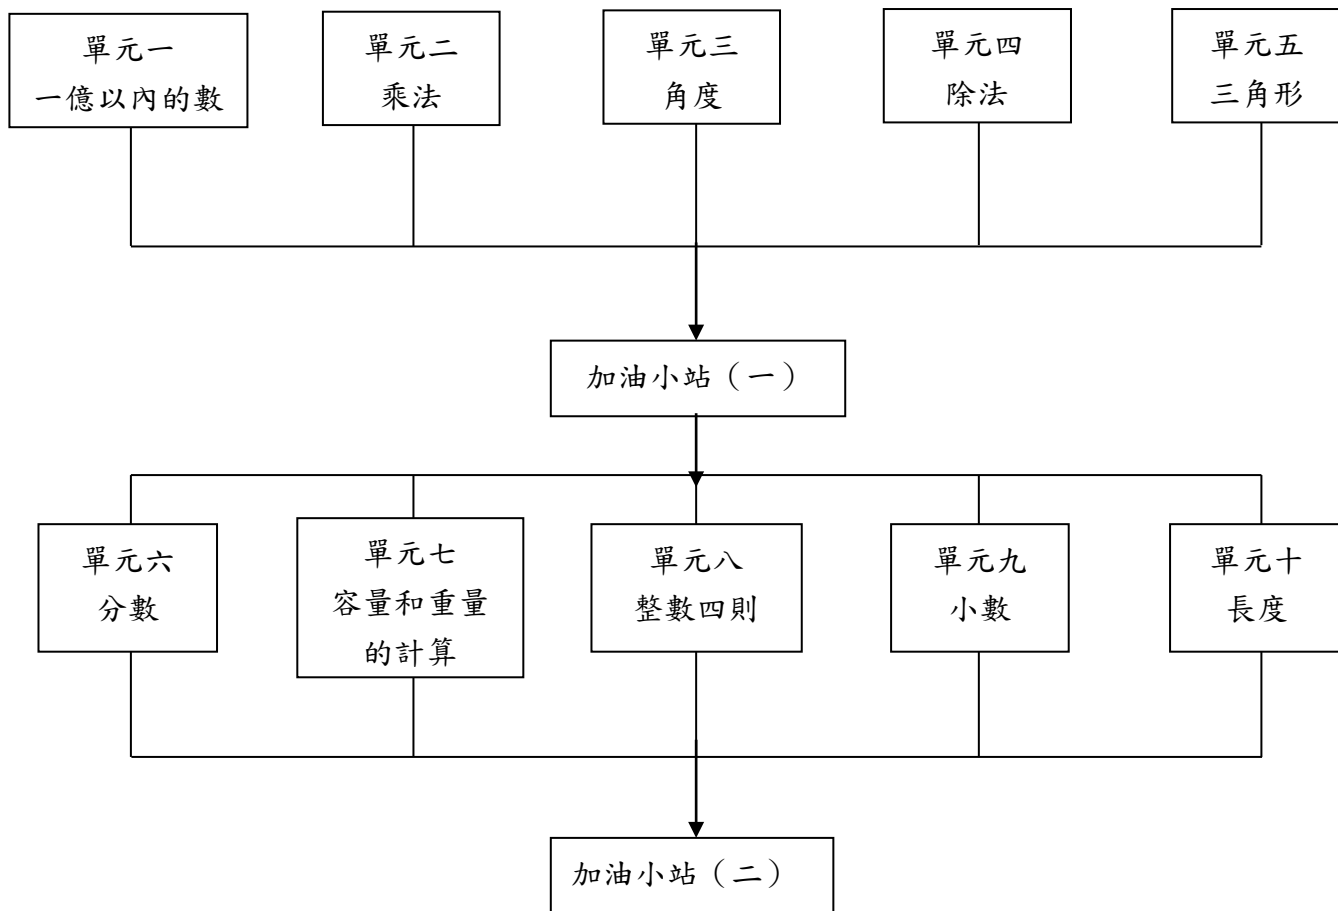 單元一
一億以內的數
單元二
乘法
單元三
角度
單元四
除法
單元五
三角形
加油小站（一）
單元六
分數
單元七
容量和重量
的計算
單元八
整數四則
單元九
小數
單元十
長度
加油小站（二）